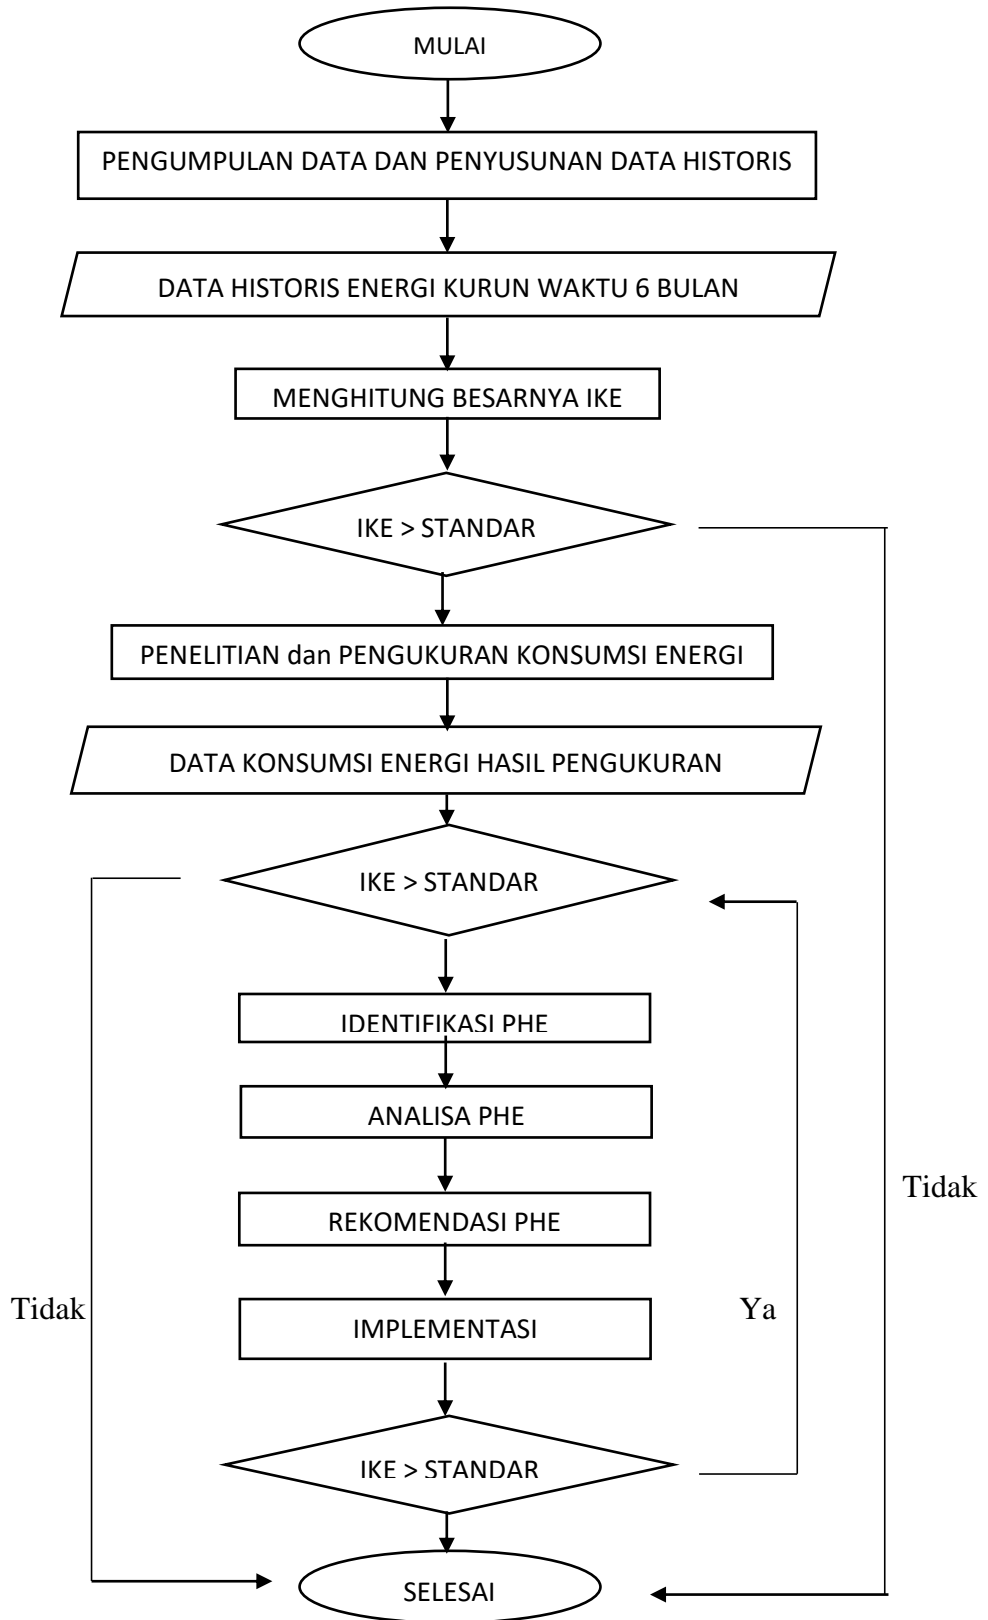 MULAI
PENGUMPULAN DATA DAN PENYUSUNAN DATA HISTORIS
DATA HISTORIS ENERGI KURUN WAKTU 6 BULAN
MENGHITUNG BESARNYA IKE
IKE > STANDAR
PENELITIAN dan PENGUKURAN KONSUMSI ENERGI
DATA KONSUMSI ENERGI HASIL PENGUKURAN
IKE > STANDAR
IDENTIFIKASI PHE
ANALISA PHE
Tidak
REKOMENDASI PHE
Tidak
Ya
IMPLEMENTASI
IKE > STANDAR
SELESAI